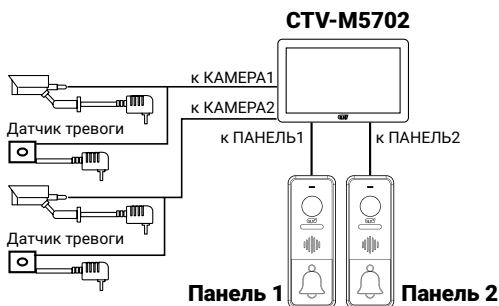 CTV-M5702
к КАМЕРА1
к КАМЕРА2
Датчик тревоги
к ПАНЕЛЬ1
к ПАНЕЛЬ2
Датчик тревоги
Панель 1
Панель 2